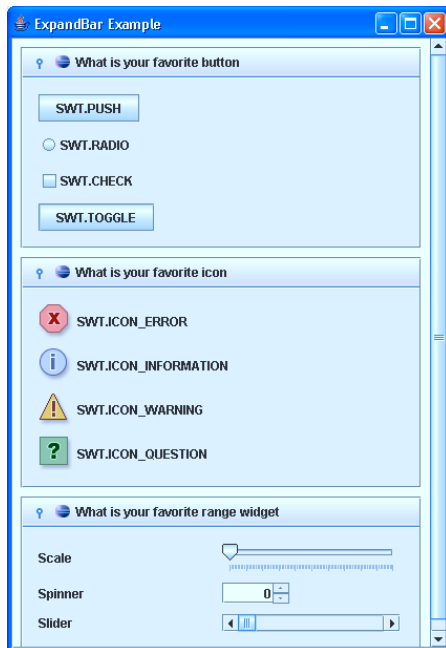 ExpandBar Example
What is your favorite button
SWT.PUSH
SWT.RADIO
SWT.CHECK
SWT.TOGGLE
What is your favorite icon
SWT.ICON_ERROR
SWT.ICON_INFORMATION
SWT.ICON_WARNING
SWT.ICON_QUESTION
What is your favorite range widget
Scale
Spinner 0
Slider